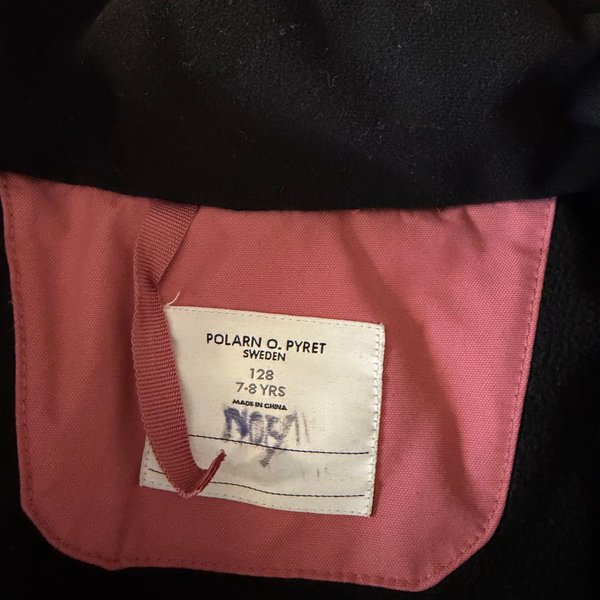 POLARN O. PYRET
SWEDEN
128
7-8 YRS
MADE IN CHINA